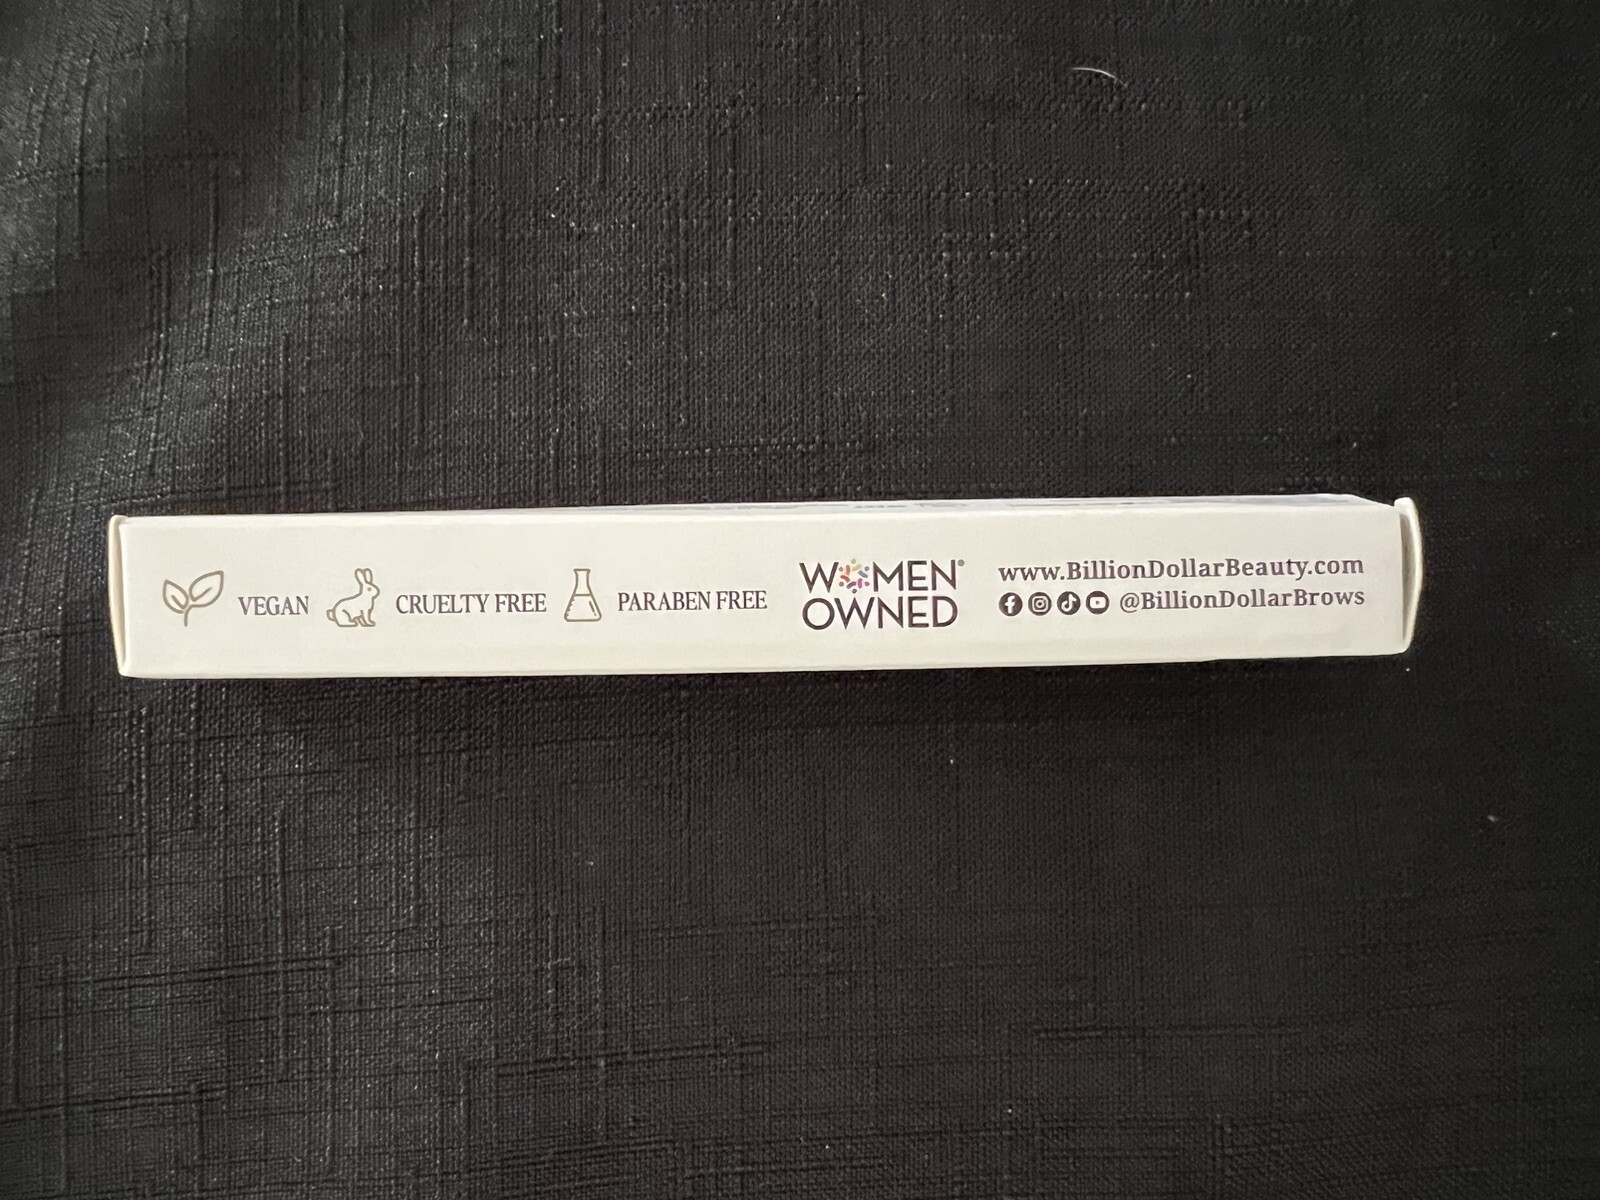 VEGAN
CRUELTY FREE
PARABEN FREE
WOMEN®
OWNED
www.BillionDollarBeauty.com
@BillionDollarBrows